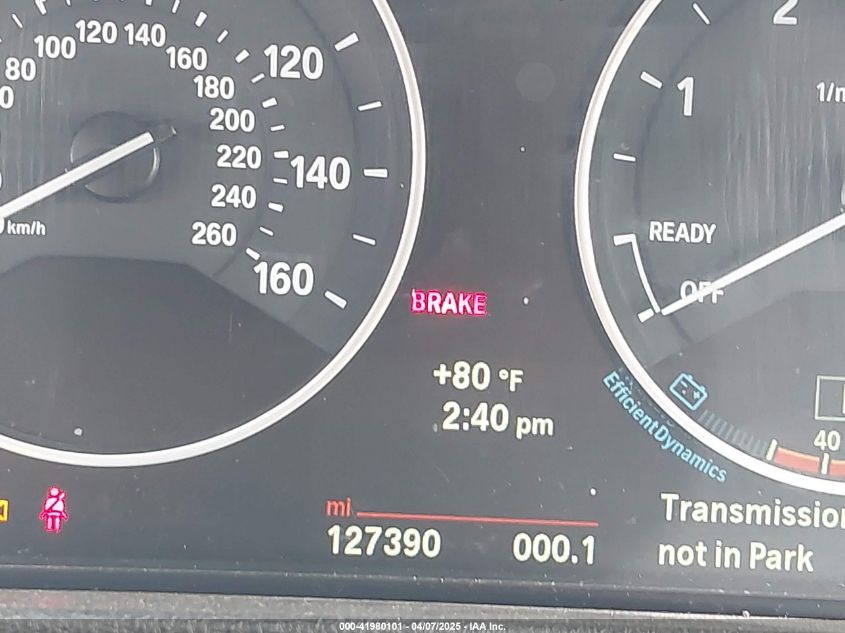 80
100
120
140
160
180
200
220
240
260
km/h
120
140
160
BRAKE
+80 °F
2:40 pm
mi
127390 000.1
2
1
READY
OFF
EfficientDynamics
40
Transmission
not in Park
000-41980101 - 04/07/2025 - IAA Inc.